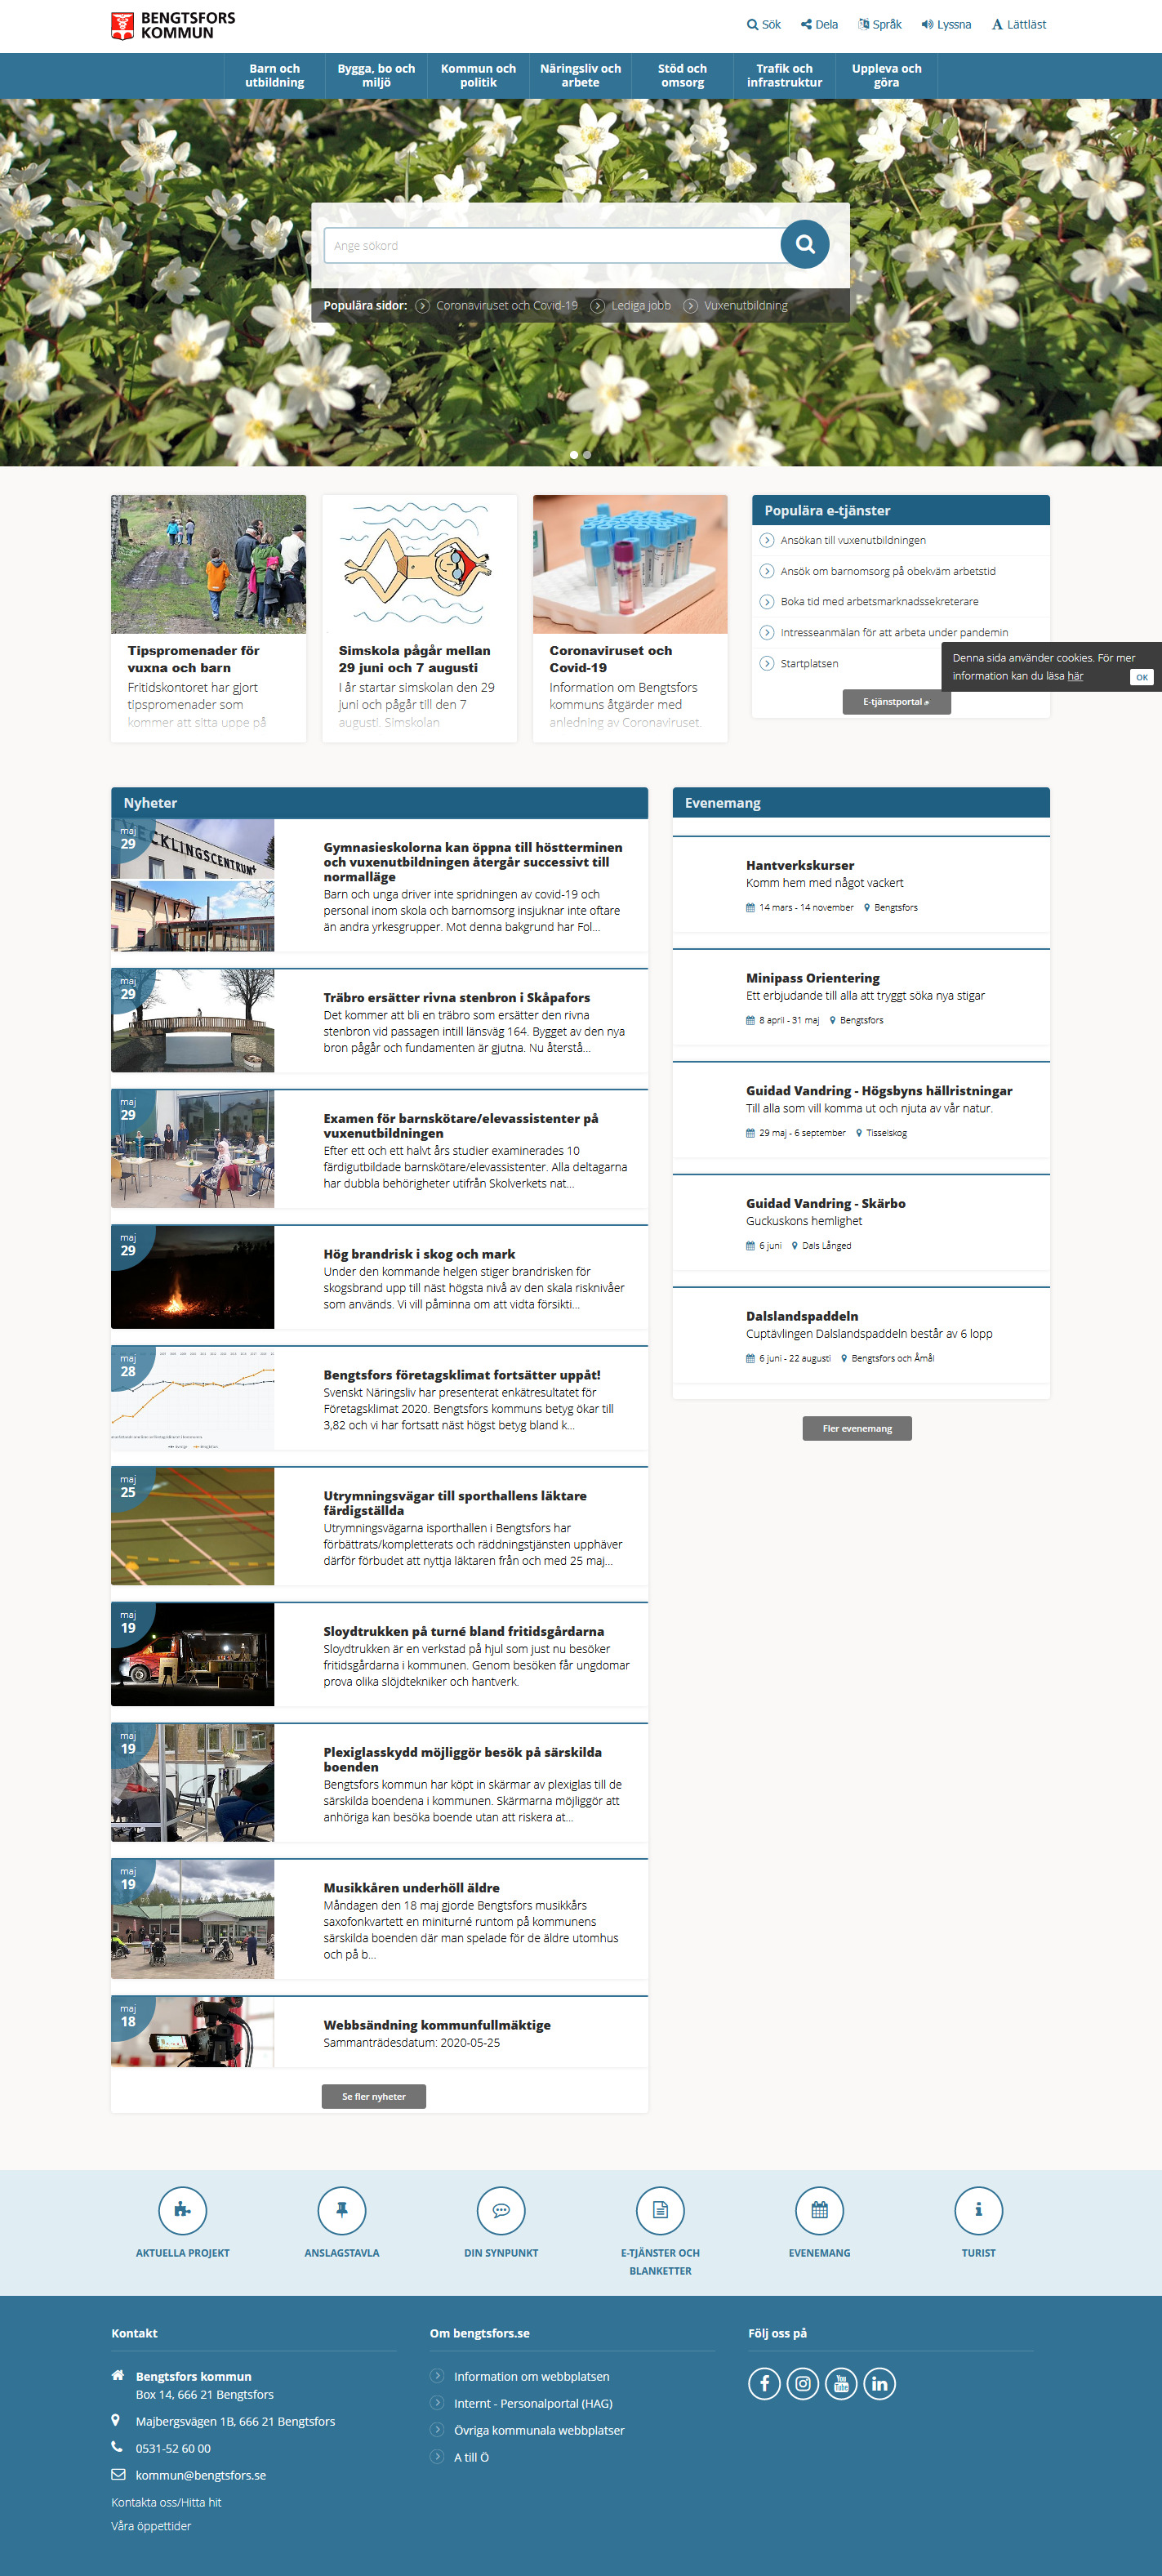 BENGTSFORS
KOMMUN
Sök Dela Språk Lyssna Lättläst
Barn och
utbildning
Bygga, bo och
miljö
Kommun och
politik
Näringsliv och
arbete
Stöd och
omsorg
Trafik och
infrastruktur
Uppleva och
göra
Ange sökord
Populära sidor: Coronaviruset och Covid-19 Lediga jobb Vuxenutbildning
Tipspromenader för
vuxna och barn
Fritidskontoret har gjort
tipspromenader som
kommer att sitta uppe på
Simskola pågår mellan
29 juni och 7 augusti
I år startar simskolan den 29
juni och pågår till den 7
augusti. Simskolan
Coronaviruset och
Covid-19
Information om Bengtsfors
kommuns åtgärder med
anledning av Coronaviruset.
Populära e-tjänster
Ansökan till vuxenutbildningen
Ansök om barnomsorg på obekväm arbetstid
Boka tid med arbetsmarknadssekreterare
Intresseanmälan för att arbeta under pandemin
Startplatsen
E-tjänstportal
Denna sida använder cookies. För mer
information kan du läsa här
OK
Nyheter
maj
29
VECKLINGSCENTRUM
Gymnasieskolorna kan öppna till höstterminen
och vuxenutbildningen återgår successivt till
normalläge
Barn och unga driver inte spridningen av covid-19 och
personal inom skola och barnomsorg insjuknar inte oftare
än andra yrkesgrupper. Mot denna bakgrund har Fol...
maj
29
Träbro ersätter rivna stenbron i Skåpafors
Det kommer att bli en träbro som ersätter den rivna
stenbron vid passagen intill länsväg 164. Bygget av den nya
bron pågår och fundamenten är gjutna. Nu återstå...
maj
29
Examen för barnskötare/elevassistenter på
vuxenutbildningen
Efter ett och ett halvt års studier examinerades 10
färdigutbildade barnskötare/elevassistenter. Alla deltagarna
har dubbla behörigheter utifrån Skolverkets nat...
maj
29
Hög brandrisk i skog och mark
Under den kommande helgen stiger brandrisken för
skogsbrand upp till näst högsta nivå av den skala risknivåer
som används. Vi vill påminna om att vidta försikti...
maj
28
Bengtsfors företagsklimat fortsätter uppåt!
Svenskt Näringsliv har presenterat enkätresultatet för
Företagsklimat 2020. Bengtsfors kommuns betyg ökar till
3,82 och vi har fortsatt näst högst betyg bland k...
maj
25
Utrymningsvägar till sporthallens läktare
färdigställda
Utrymningsvägarna isporthallen i Bengtsfors har
förbättrats/kompletterats och räddningstjänsten upphäver
därför förbudet att nyttja läktaren från och med 25 maj...
maj
19
Sloydtrukken på turné bland fritidsgårdarna
Sloydtrukken är en verkstad på hjul som just nu besöker
fritidsgårdarna i kommunen. Genom besöken får ungdomar
prova olika slöjdtekniker och hantverk.
maj
19
Plexiglasskydd möjliggör besök på särskilda
boenden
Bengtsfors kommun har köpt in skärmar av plexiglas till de
särskilda boendena i kommunen. Skärmarna möjliggör att
anhöriga kan besöka boende utan att riskera at...
maj
19
Musikkåren underhöll äldre
Måndagen den 18 maj gjorde Bengtsfors musikkårs
saxofonkvartett en miniturné runtom på kommunens
särskilda boenden där man spelade för de äldre utomhus
och på b...
maj
18
Webbsändning kommunfullmäktige
Sammanträdesdatum: 2020-05-25
Se fler nyheter
Evenemang
Hantverkskurser
Komm hem med något vackert
14 mars - 14 november Bengtsfors
Minipass Orientering
Ett erbjudande till alla att tryggt söka nya stigar
8 april - 31 maj Bengtsfors
Guidad Vandring - Högsbyns hällristningar
Till alla som vill komma ut och njuta av vår natur.
29 maj - 6 september Tisselskog
Guidad Vandring - Skärbo
Guckuskons hemlighet
6 juni Dals Långed
Dalslandspaddeln
Cuptävlingen Dalslandspaddeln består av 6 lopp
6 juni - 22 augusti Bengtsfors och Åmål
Fler evenemang
AKTUELLA PROJEKT
ANSLAGSTAVLA
DIN SYNPUNKT
E-TJÄNSTER OCH
BLANKETTER
EVENEMANG
TURIST
Kontakt
Bengtsfors kommun
Box 14, 666 21 Bengtsfors
Majbergsvägen 1B, 666 21 Bengtsfors
0531-52 60 00
kommun@bengtsfors.se
Kontakta oss/Hitta hit
Våra öppettider
Om bengtsfors.se
Information om webbplatsen
Internt - Personalportal (HAG)
Övriga kommunala webbplatser
A till Ö
Följ oss på